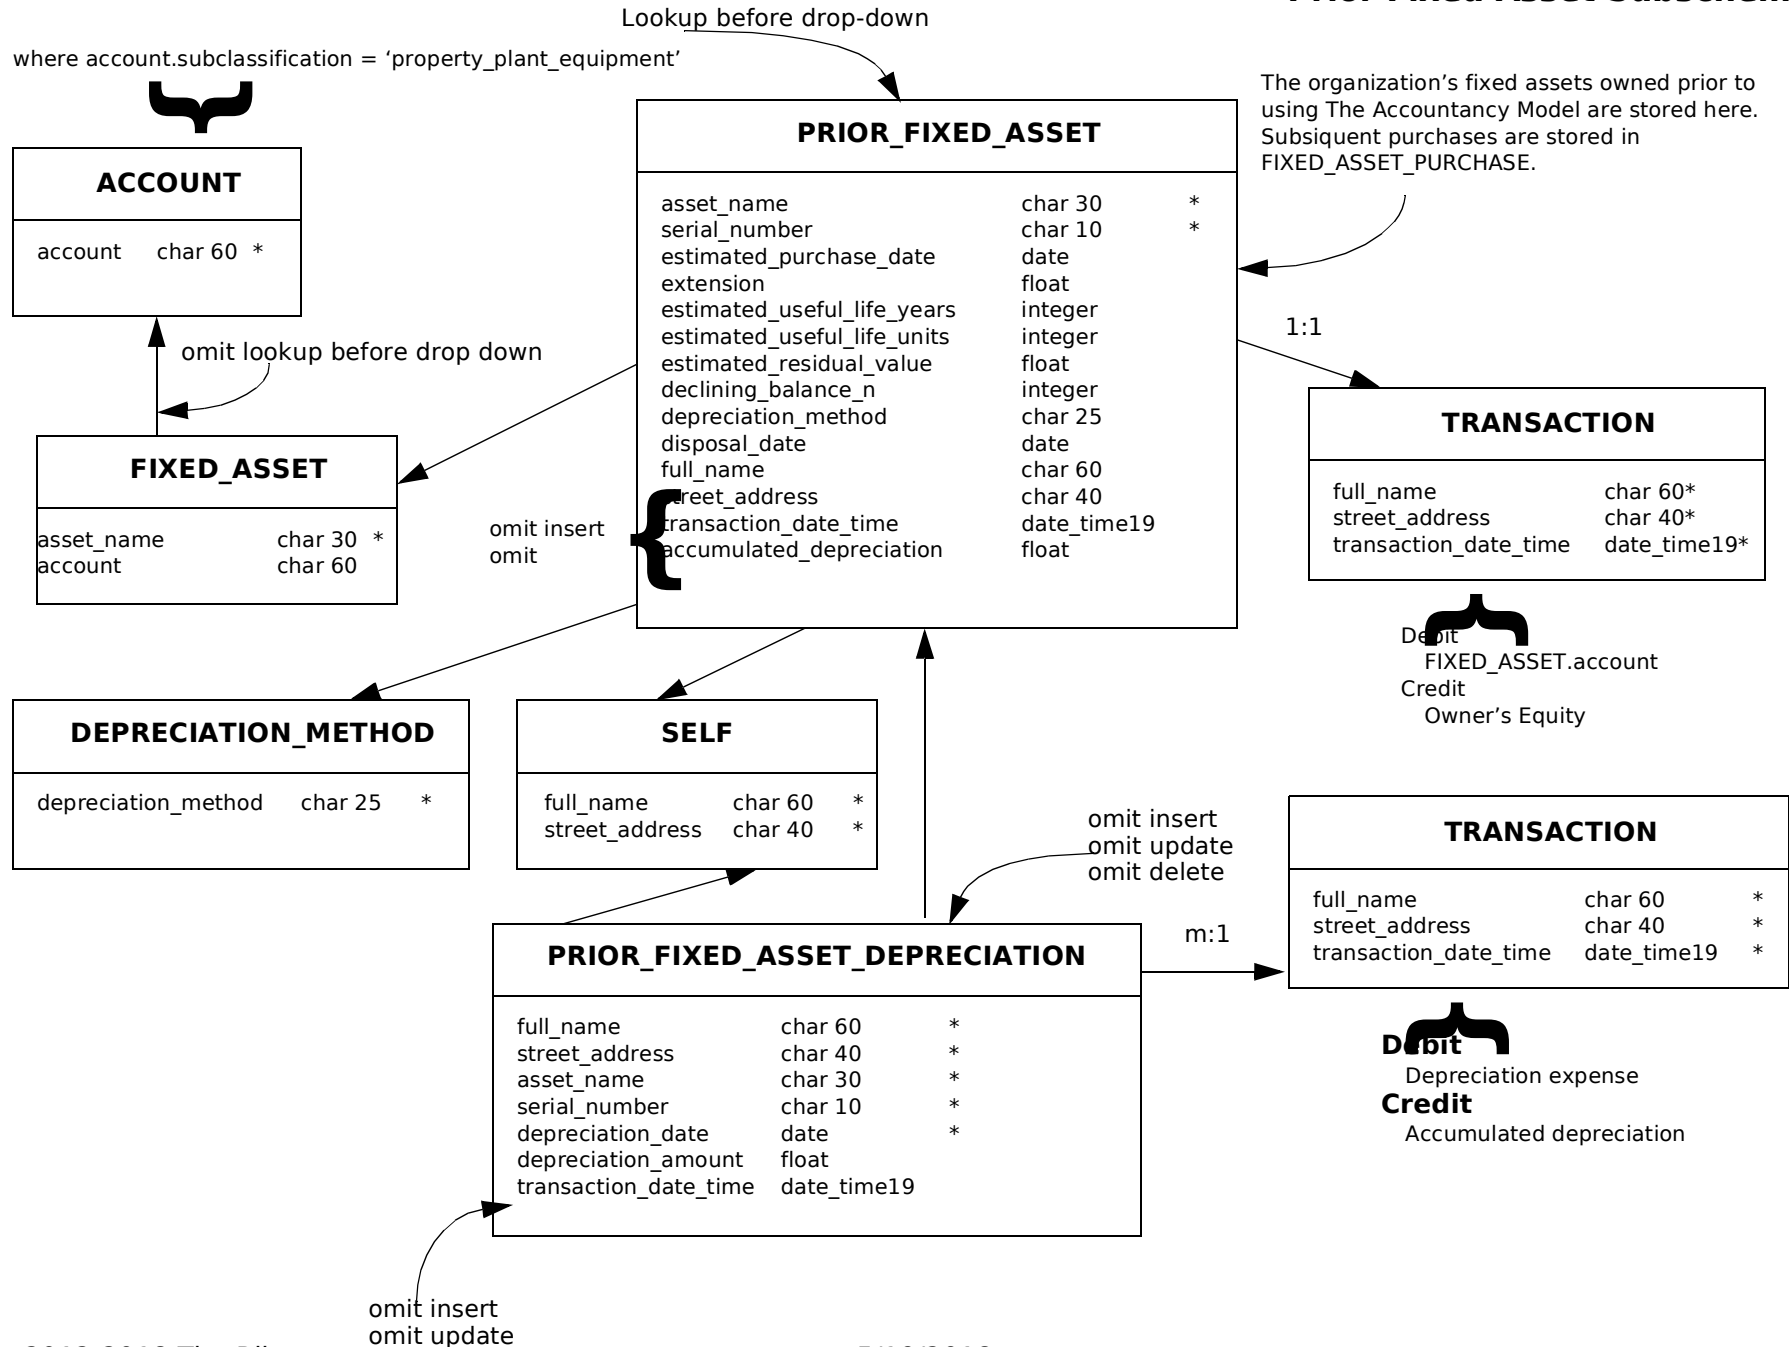 Lookup before drop-down
where account.subclassification = ‘property_plant_equipment’
The organization’s fixed assets owned prior to
using The Accountancy Model are stored here.
Subsiquent purchases are stored in
FIXED_ASSET_PURCHASE.
ACCOUNT
account char 60 *
omit lookup before drop down
FIXED_ASSET
asset_name char 30 *
account char 60
PRIOR_FIXED_ASSET
asset_name char 30 *
serial_number char 10 *
estimated_purchase_date date
extension float
estimated_useful_life_years integer
estimated_useful_life_units integer
estimated_residual_value float
declining_balance_n integer
depreciation_method char 25
disposal_date date
full_name char 60
street_address char 40
transaction_date_time date_time19
accumulated_depreciation float
omit insert
omit
1:1
TRANSACTION
full_name char 60*
street_address char 40*
transaction_date_time date_time19*
Debit
FIXED_ASSET.account
Credit
Owner’s Equity
DEPRECIATION_METHOD
depreciation_method char 25 *
SELF
full_name char 60 *
street_address char 40 *
omit insert
omit update
omit delete
m:1
TRANSACTION
full_name char 60 *
street_address char 40 *
transaction_date_time date_time19 *
Debit
Depreciation expense
Credit
Accumulated depreciation
PRIOR_FIXED_ASSET_DEPRECIATION
full_name char 60 *
street_address char 40 *
asset_name char 30 *
serial_number char 10 *
depreciation_date date *
depreciation_amount float
transaction_date_time date_time19
omit insert
omit update